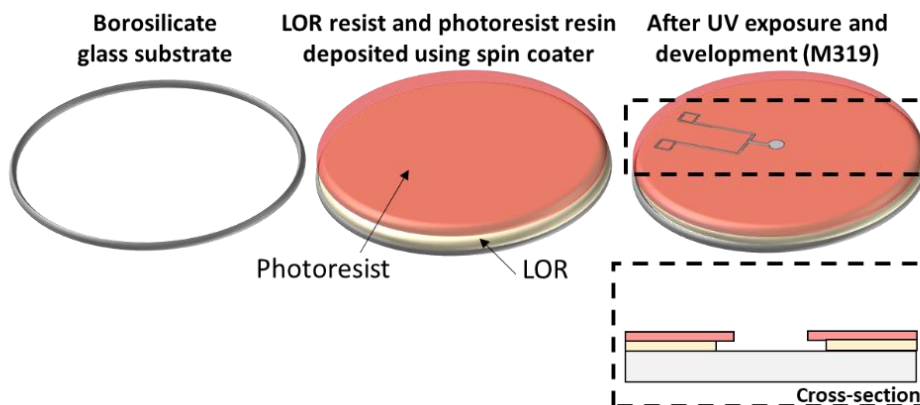 Borosilicate
glass substrate
LOR resist and photoresist resin
deposited using spin coater
After UV exposure and
development (M319)
Photoresist
LOR
Cross-section